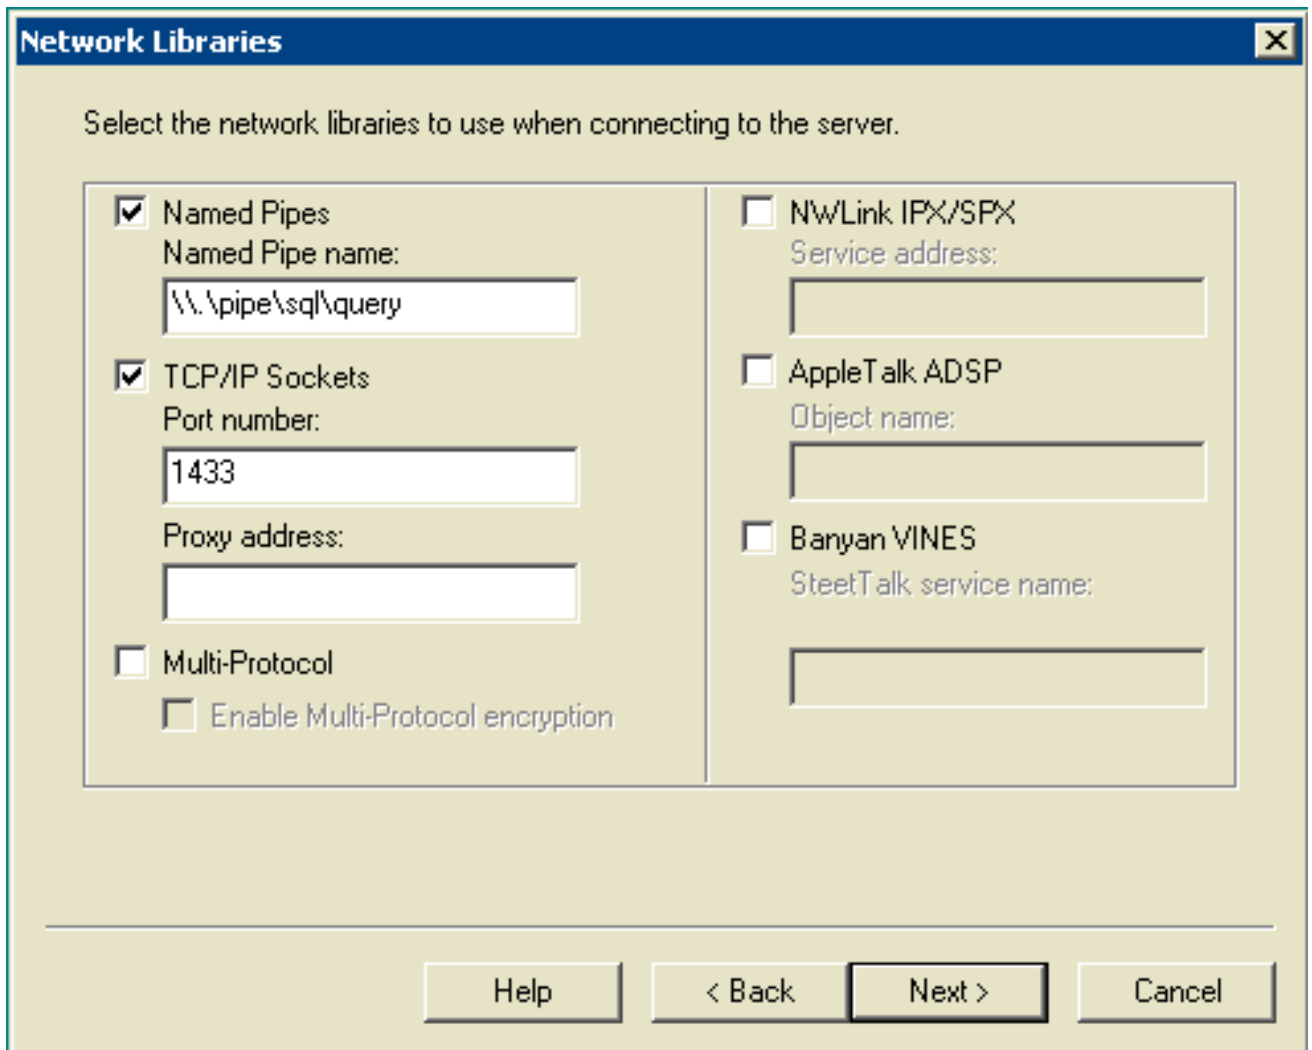 Network Libraries
Select the network libraries to use when connecting to the server.
Named Pipes
Named Pipe name:
\\.\pipe\sql\query
TCP/IP Sockets
Port number:
1433
Proxy address:
Multi-Protocol
Enable Multi-Protocol encryption
NWLink IPX/SPX
Service address:
AppleTalk ADSP
Object name:
Banyan VINES
SteetTalk service name:
Help
< Back
Next >
Cancel